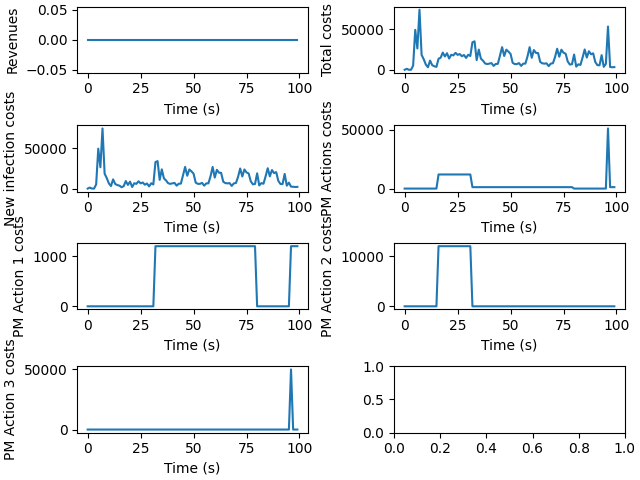 Revenues
0.05
0.00
−0.05
0 25 50 75 100
Time (s)
Total costs
50000
0
0 25 50 75 100
Time (s)
New infection costs
50000
0
0 25 50 75 100
Time (s)
PM Actions costs
50000
0
0 25 50 75 100
Time (s)
PM Action 1 costs
1000
0
0 25 50 75 100
Time (s)
PM Action 2 costs
10000
0
0 25 50 75 100
Time (s)
PM Action 3 costs
50000
0
0 25 50 75 100
Time (s)
1.0
0.5
0.0
0.0 0.2 0.4 0.6 0.8 1.0